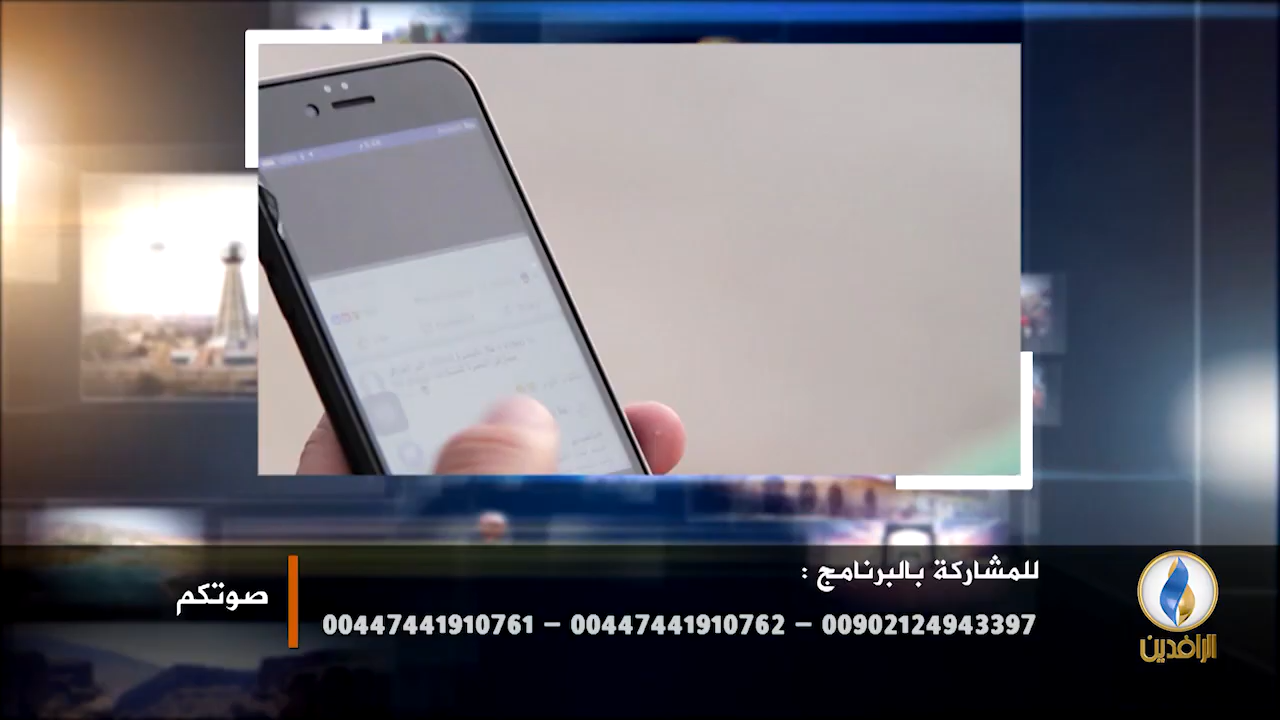 للمشاركة بالبرنامج :
00447441910761 – 00447441910762 – 00902124943397
صوتكم
الرافدين